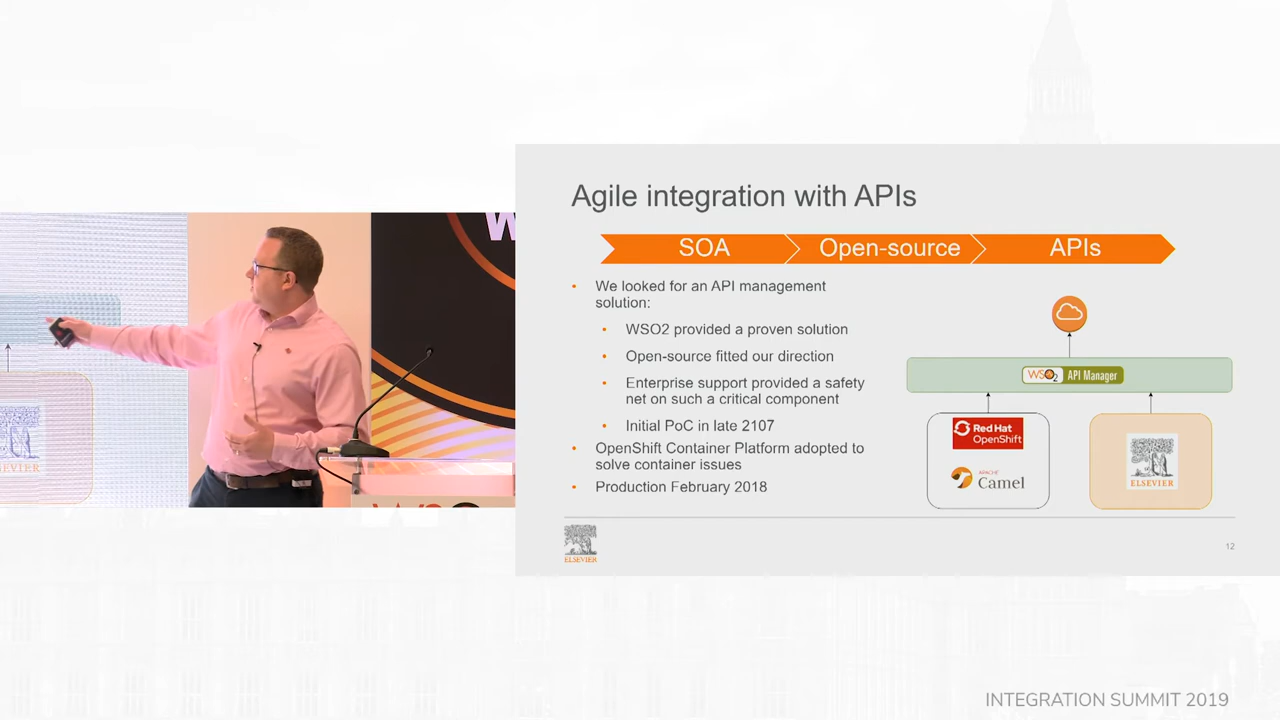 Agile integration with APIs
SOA
Open-source
APIs
• We looked for an API management
solution:
• WSO2 provided a proven solution
• Open-source fitted our direction
• Enterprise support provided a safety
net on such a critical component
• Initial PoC in late 2107
• OpenShift Container Platform adopted to
solve container issues
• Production February 2018
WSO2 API Manager
Red Hat
OpenShift
APACHE
Camel
ELSEVIER
ELSEVIER
12
ELSEVIER
W
INTEGRATION SUMMIT 2019